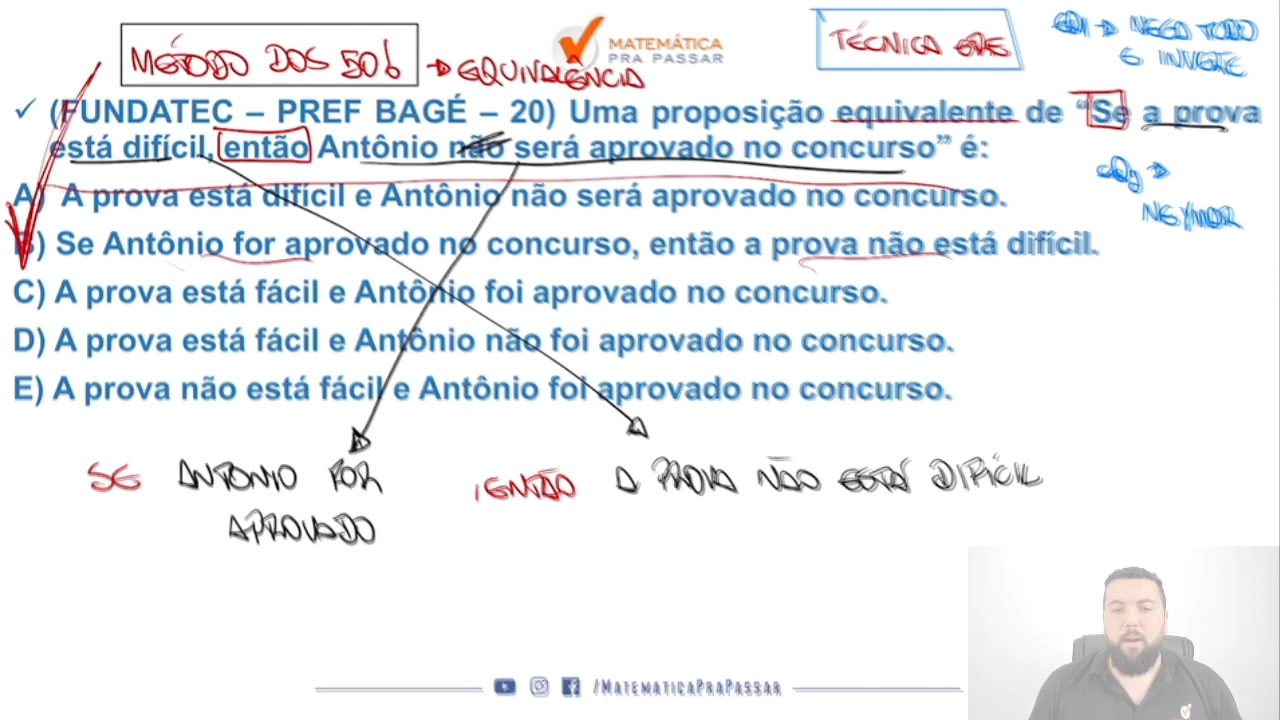 MÉTODO DOS 50%
→ EQUIVALÊNCIA
MATEMÁTICA
PRA PASSAR
TÉCNICA
→ NEGA TUDO
E INVERTE
✓ (FUNDATEC – PREF BAGÉ – 20) Uma proposição equivalente de “Se a prova
está difícil, então Antônio não será aprovado no concurso” é:
A) A prova está difícil e Antônio não será aprovado no concurso.
B) Se Antônio for aprovado no concurso, então a prova não está difícil.
C) A prova está fácil e Antônio foi aprovado no concurso.
D) A prova está fácil e Antônio não foi aprovado no concurso.
E) A prova não está fácil e Antônio foi aprovado no concurso.
NEYMAR
SE ANTONIO FOR
APROVADO
, ENTÃO A PROVA NÃO ESTÁ DIFÍCIL
/MATEMATICAPRAPASSAR